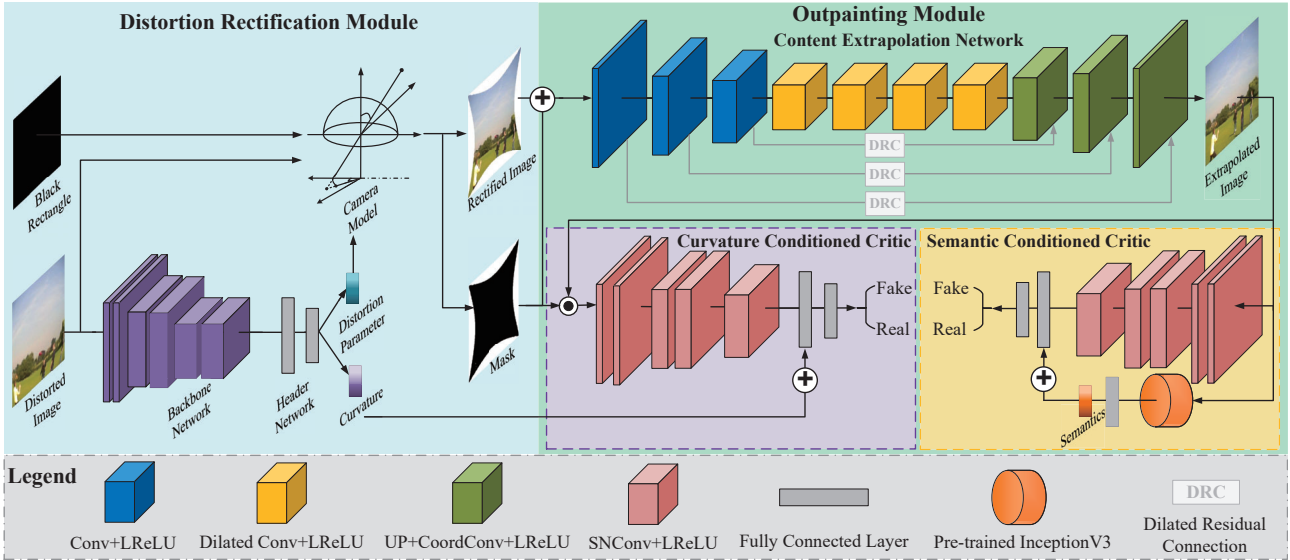 Distortion Rectification Module
Outpainting Module
Content Extrapolation Network
Black
Rectangle
Camera
Model
Rectified Image
Extrapolated
Image
DRC
DRC
DRC
Distorted
Image
Backbone
Network
Header
Network
Distortion
Parameter
Curvature
Mask
Curvature Conditioned Critic
Fake
Real
Semantic Conditioned Critic
Fake
Real
Semantics
Legend
Conv+LReLU
Dilated Conv+LReLU
UP+CoordConv+LReLU
SNConv+LReLU
Fully Connected Layer
Pre-trained InceptionV3
DRC
Dilated Residual
Connection